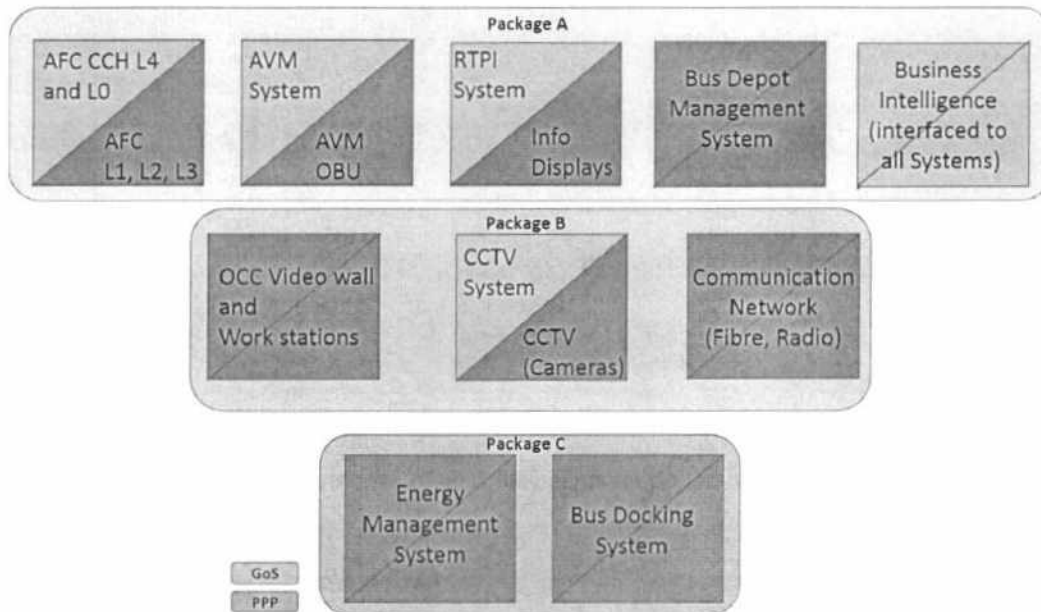 Package A
AFC CCH L4
and L0
AFC
L1, L2, L3
AVM
System
AVM
OBU
RTPI
System
Info
Displays
Bus Depot
Management
System
Business
Intelligence
(interfaced to
all Systems)
Package B
OCC Video wall
and
Work stations
CCTV
System
CCTV
(Cameras)
Communication
Network
(Fibre, Radio)
Package C
Energy
Management
System
Bus Docking
System
GoS
PPP